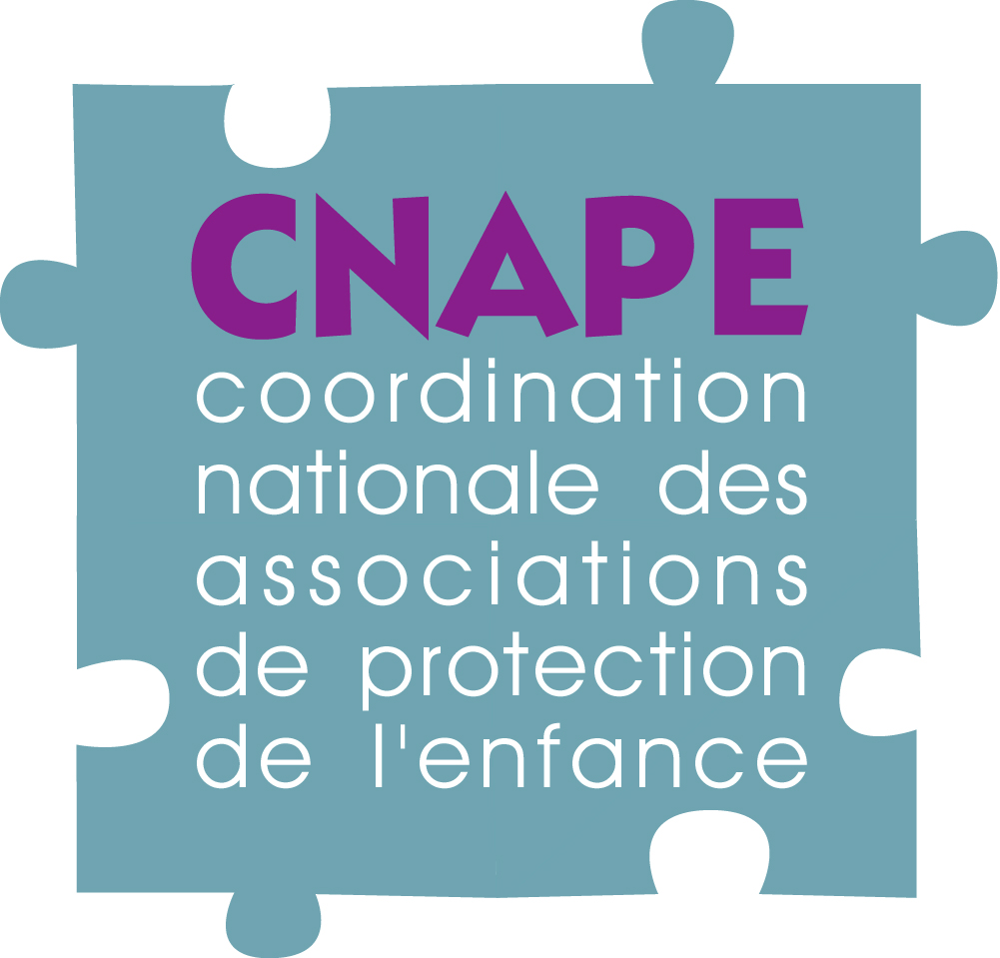 CNAPE
coordination
nationale des
associations
de protection
de l'enfance